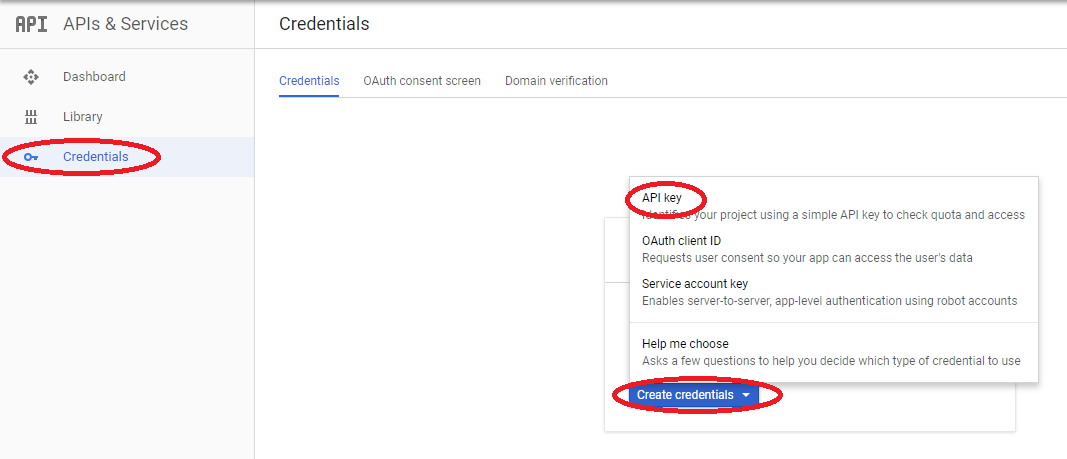 API APIs & Services
Credentials
Dashboard
Library
Credentials
Credentials OAuth consent screen Domain verification
API key
Identifies your project using a simple API key to check quota and access
OAuth client ID
Requests user consent so your app can access the user's data
Service account key
Enables server-to-server, app-level authentication using robot accounts
Help me choose
Asks a few questions to help you decide which type of credential to use
Create credentials